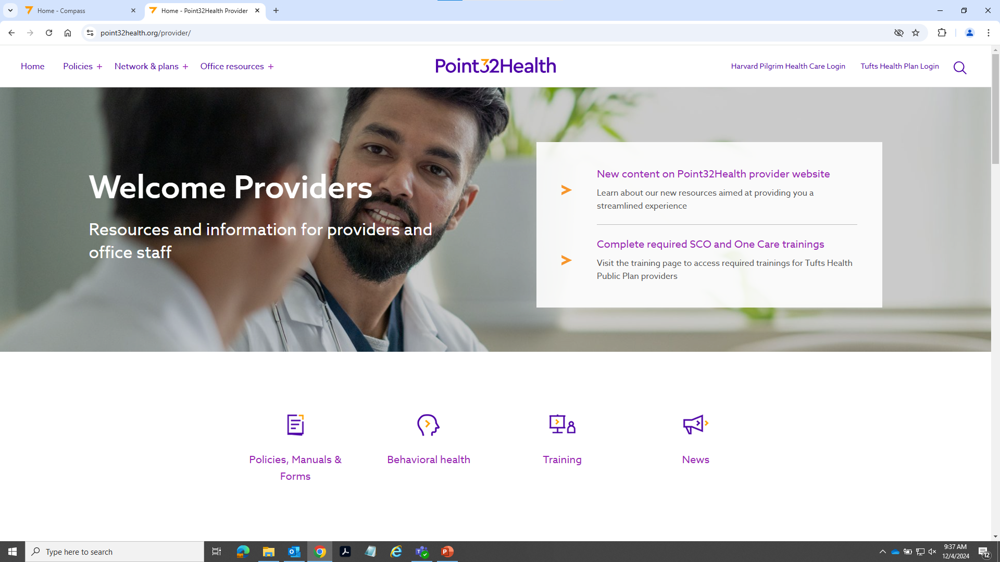 Home - Compass
Home - Point32Health Provider
point32health.org/provider/
Home
Policies +
Network & plans +
Office resources +
Point32Health
Harvard Pilgrim Health Care Login
Tufts Health Plan Login
Welcome Providers
Resources and information for providers and
office staff
New content on Point32Health provider website
Learn about our new resources aimed at providing you a
streamlined experience
Complete required SCO and One Care trainings
Visit the training page to access required trainings for Tufts Health
Public Plan providers
Policies, Manuals &
Forms
Behavioral health
Training
News
Type here to search
9:37 AM
12/4/2024
12